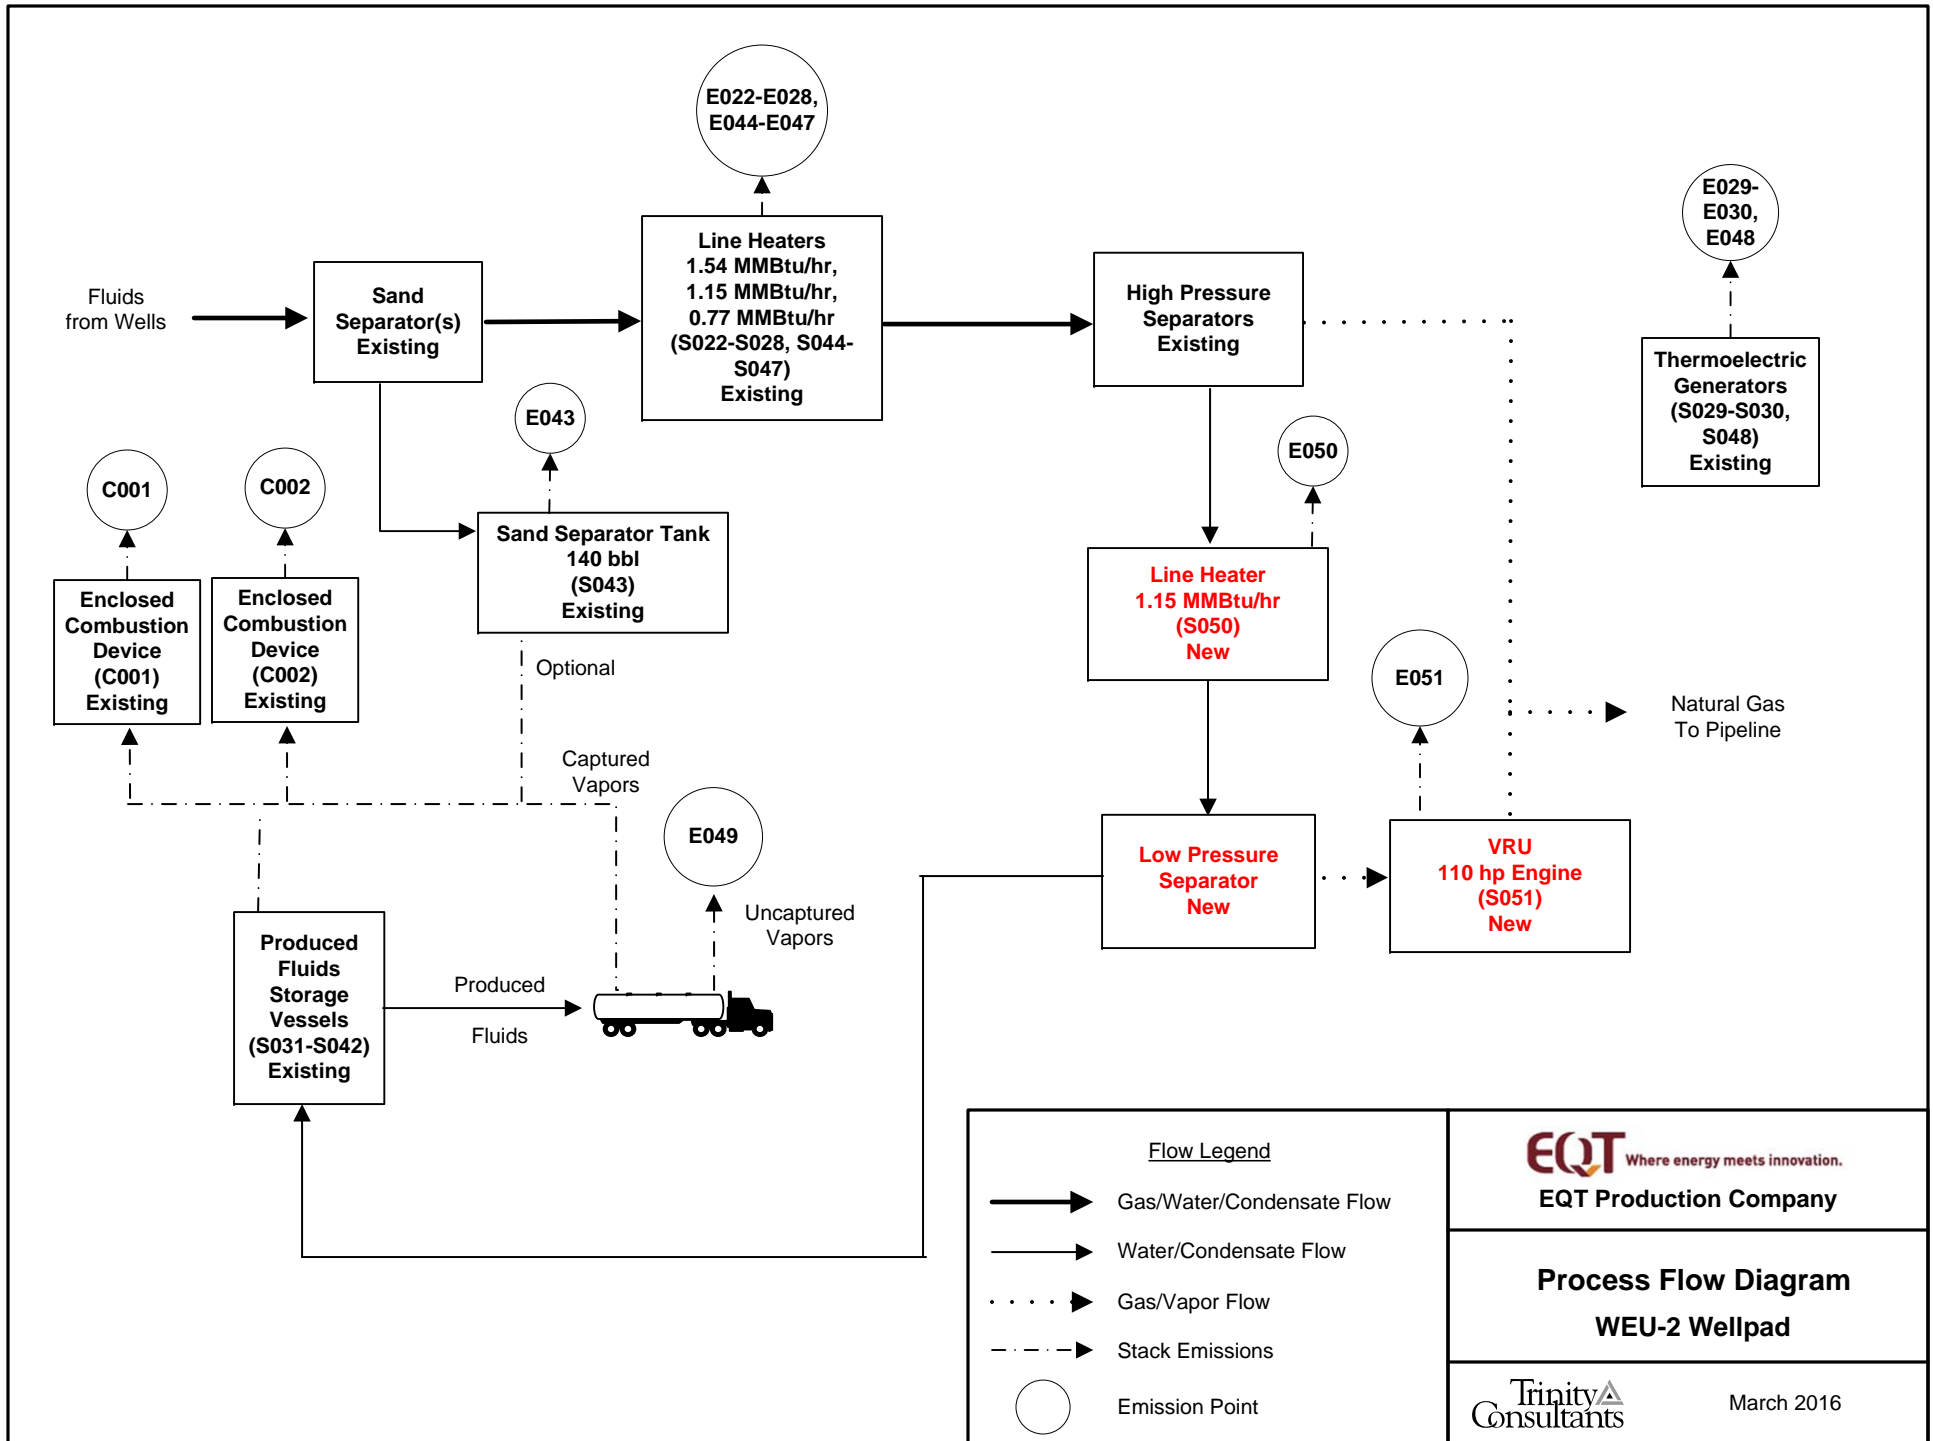 E022-E028,
E044-E047
E029-
E030,
E048
Fluids
from Wells
Sand
Separator(s)
Existing
Line Heaters
1.54 MMBtu/hr,
1.15 MMBtu/hr,
0.77 MMBtu/hr
(S022-S028, S044-
S047)
Existing
High Pressure
Separators
Existing
Thermoelectric
Generators
(S029-S030,
S048)
Existing
E043
E050
C001
C002
Sand Separator Tank
140 bbl
(S043)
Existing
Enclosed
Combustion
Device
(C001)
Existing
Enclosed
Combustion
Device
(C002)
Existing
Line Heater
1.15 MMBtu/hr
(S050)
New
Optional
E051
Natural Gas
To Pipeline
Captured
Vapors
E049
Low Pressure
Separator
New
VRU
110 hp Engine
(S051)
New
Uncaptured
Vapors
Produced
Fluids
Storage
Vessels
(S031-S042)
Existing
Produced
Fluids
Flow Legend
Gas/Water/Condensate Flow
Water/Condensate Flow
Gas/Vapor Flow
Stack Emissions
Emission Point
EQT Where energy meets innovation.
EQT Production Company
Process Flow Diagram
WEU-2 Wellpad
Trinity
Consultants
March 2016